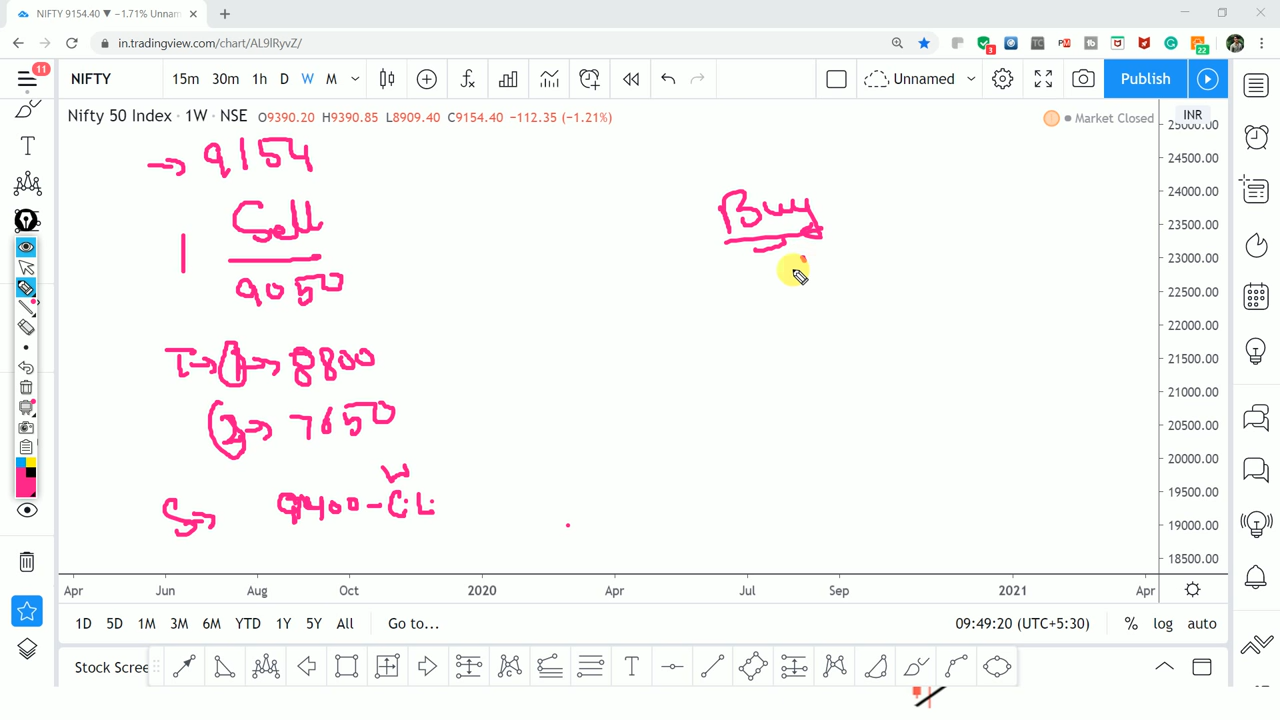 NIFTY 9154.40 ▼ −1.71% Unnam
in.tradingview.com/chart/AL9lRyvZ/
11
3
22
NIFTY 15m 30m 1h D W M Unnamed Publish
Nifty 50 Index · 1W · NSE O9390.20 H9390.85 L8909.40 C9154.40 −112.35 (−1.21%)
Market Closed
INR
25000.00
24500.00
24000.00
23500.00
23000.00
22500.00
22000.00
21500.00
21000.00
20500.00
20000.00
19500.00
19000.00
18500.00
→ 9154
Sell
9050
T→ 1 → 8800
2 → 7650
W
S→ 9400 -
Buy
Apr Jun Aug Oct 2020 Apr Jul Sep 2021 Apr
1D 5D 1M 3M 6M YTD 1Y 5Y All Go to... 09:49:20 (UTC+5:30) % log auto
Stock Scree